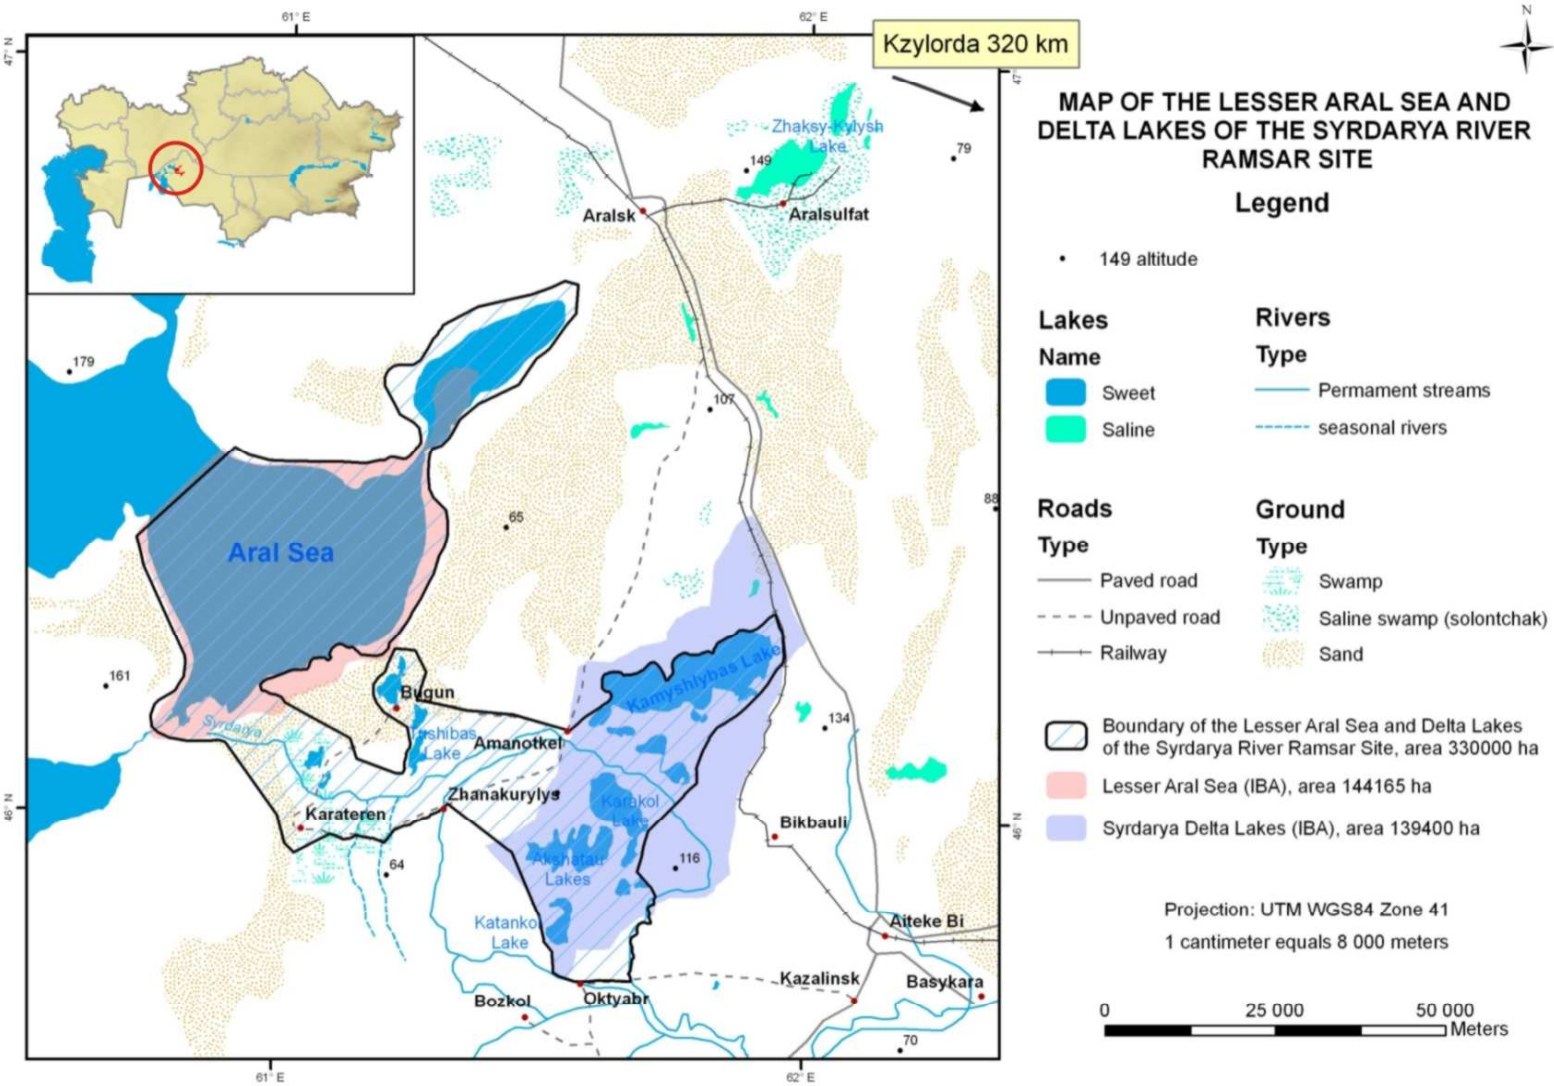 61° E
62° E
N
47° N
47° N
Kzylorda 320 km
MAP OF THE LESSER ARAL SEA AND
DELTA LAKES OF THE SYRDARYA RIVER
RAMSAR SITE
Legend
149 altitude
Lakes
Name
Sweet
Saline
Rivers
Type
Permament streams
seasonal rivers
Roads
Type
Paved road
Unpaved road
Railway
Ground
Type
Swamp
Saline swamp (solontchak)
Sand
Boundary of the Lesser Aral Sea and Delta Lakes
of the Syrdarya River Ramsar Site, area 330000 ha
Lesser Aral Sea (IBA), area 144165 ha
Syrdarya Delta Lakes (IBA), area 139400 ha
Projection: UTM WGS84 Zone 41
1 cantimeter equals 8 000 meters
0 25 000 50 000
Meters
Zhaksy-Kylysh
Lake
149
79
Aralsk
Aralsulfat
179
107
65
88
Aral Sea
161
Bugun
Syrdarya
Tushibas
Lake
Amanotkel
Kamyshlybas Lake
134
Zhanakurylys
Karateren
Karakol
Lake
Bikbauli
46° N
46° N
64
Akshatau
Lakes
116
Katankol
Lake
Aiteke Bi
Kazalinsk
Basykara
Bozkol
Oktyabr
70
61° E
62° E